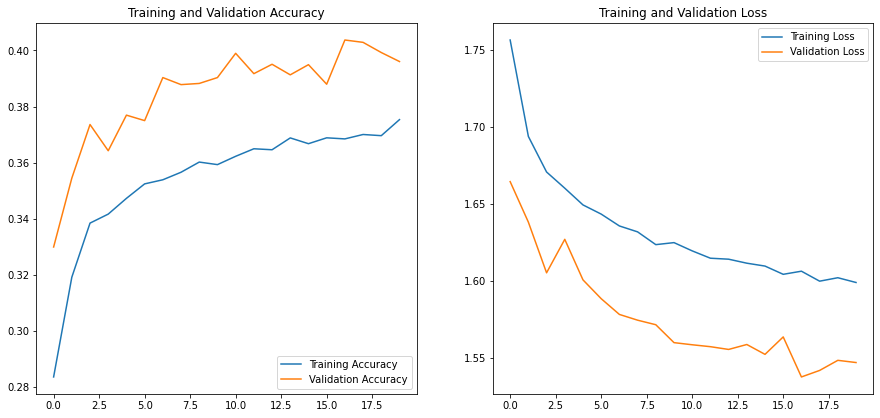 Training and Validation Accuracy
0.40
0.38
0.36
0.34
0.32
0.30
0.28
0.0 2.5 5.0 7.5 10.0 12.5 15.0 17.5
Training Accuracy
Validation Accuracy
Training and Validation Loss
1.75
1.70
1.65
1.60
1.55
0.0 2.5 5.0 7.5 10.0 12.5 15.0 17.5
Training Loss
Validation Loss